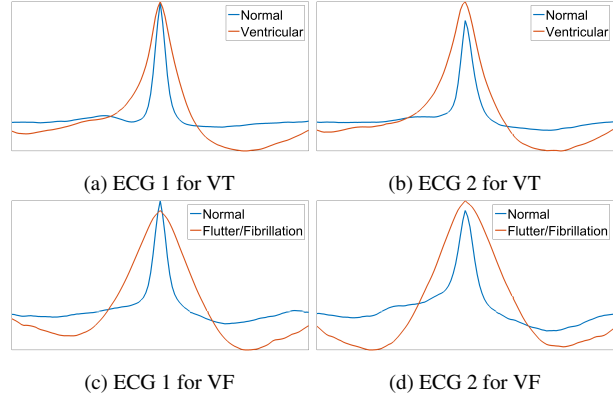 Normal
Ventricular
Normal
Ventricular
(a) ECG 1 for VT
(b) ECG 2 for VT
Normal
Flutter/Fibrillation
Normal
Flutter/Fibrillation
(c) ECG 1 for VF
(d) ECG 2 for VF